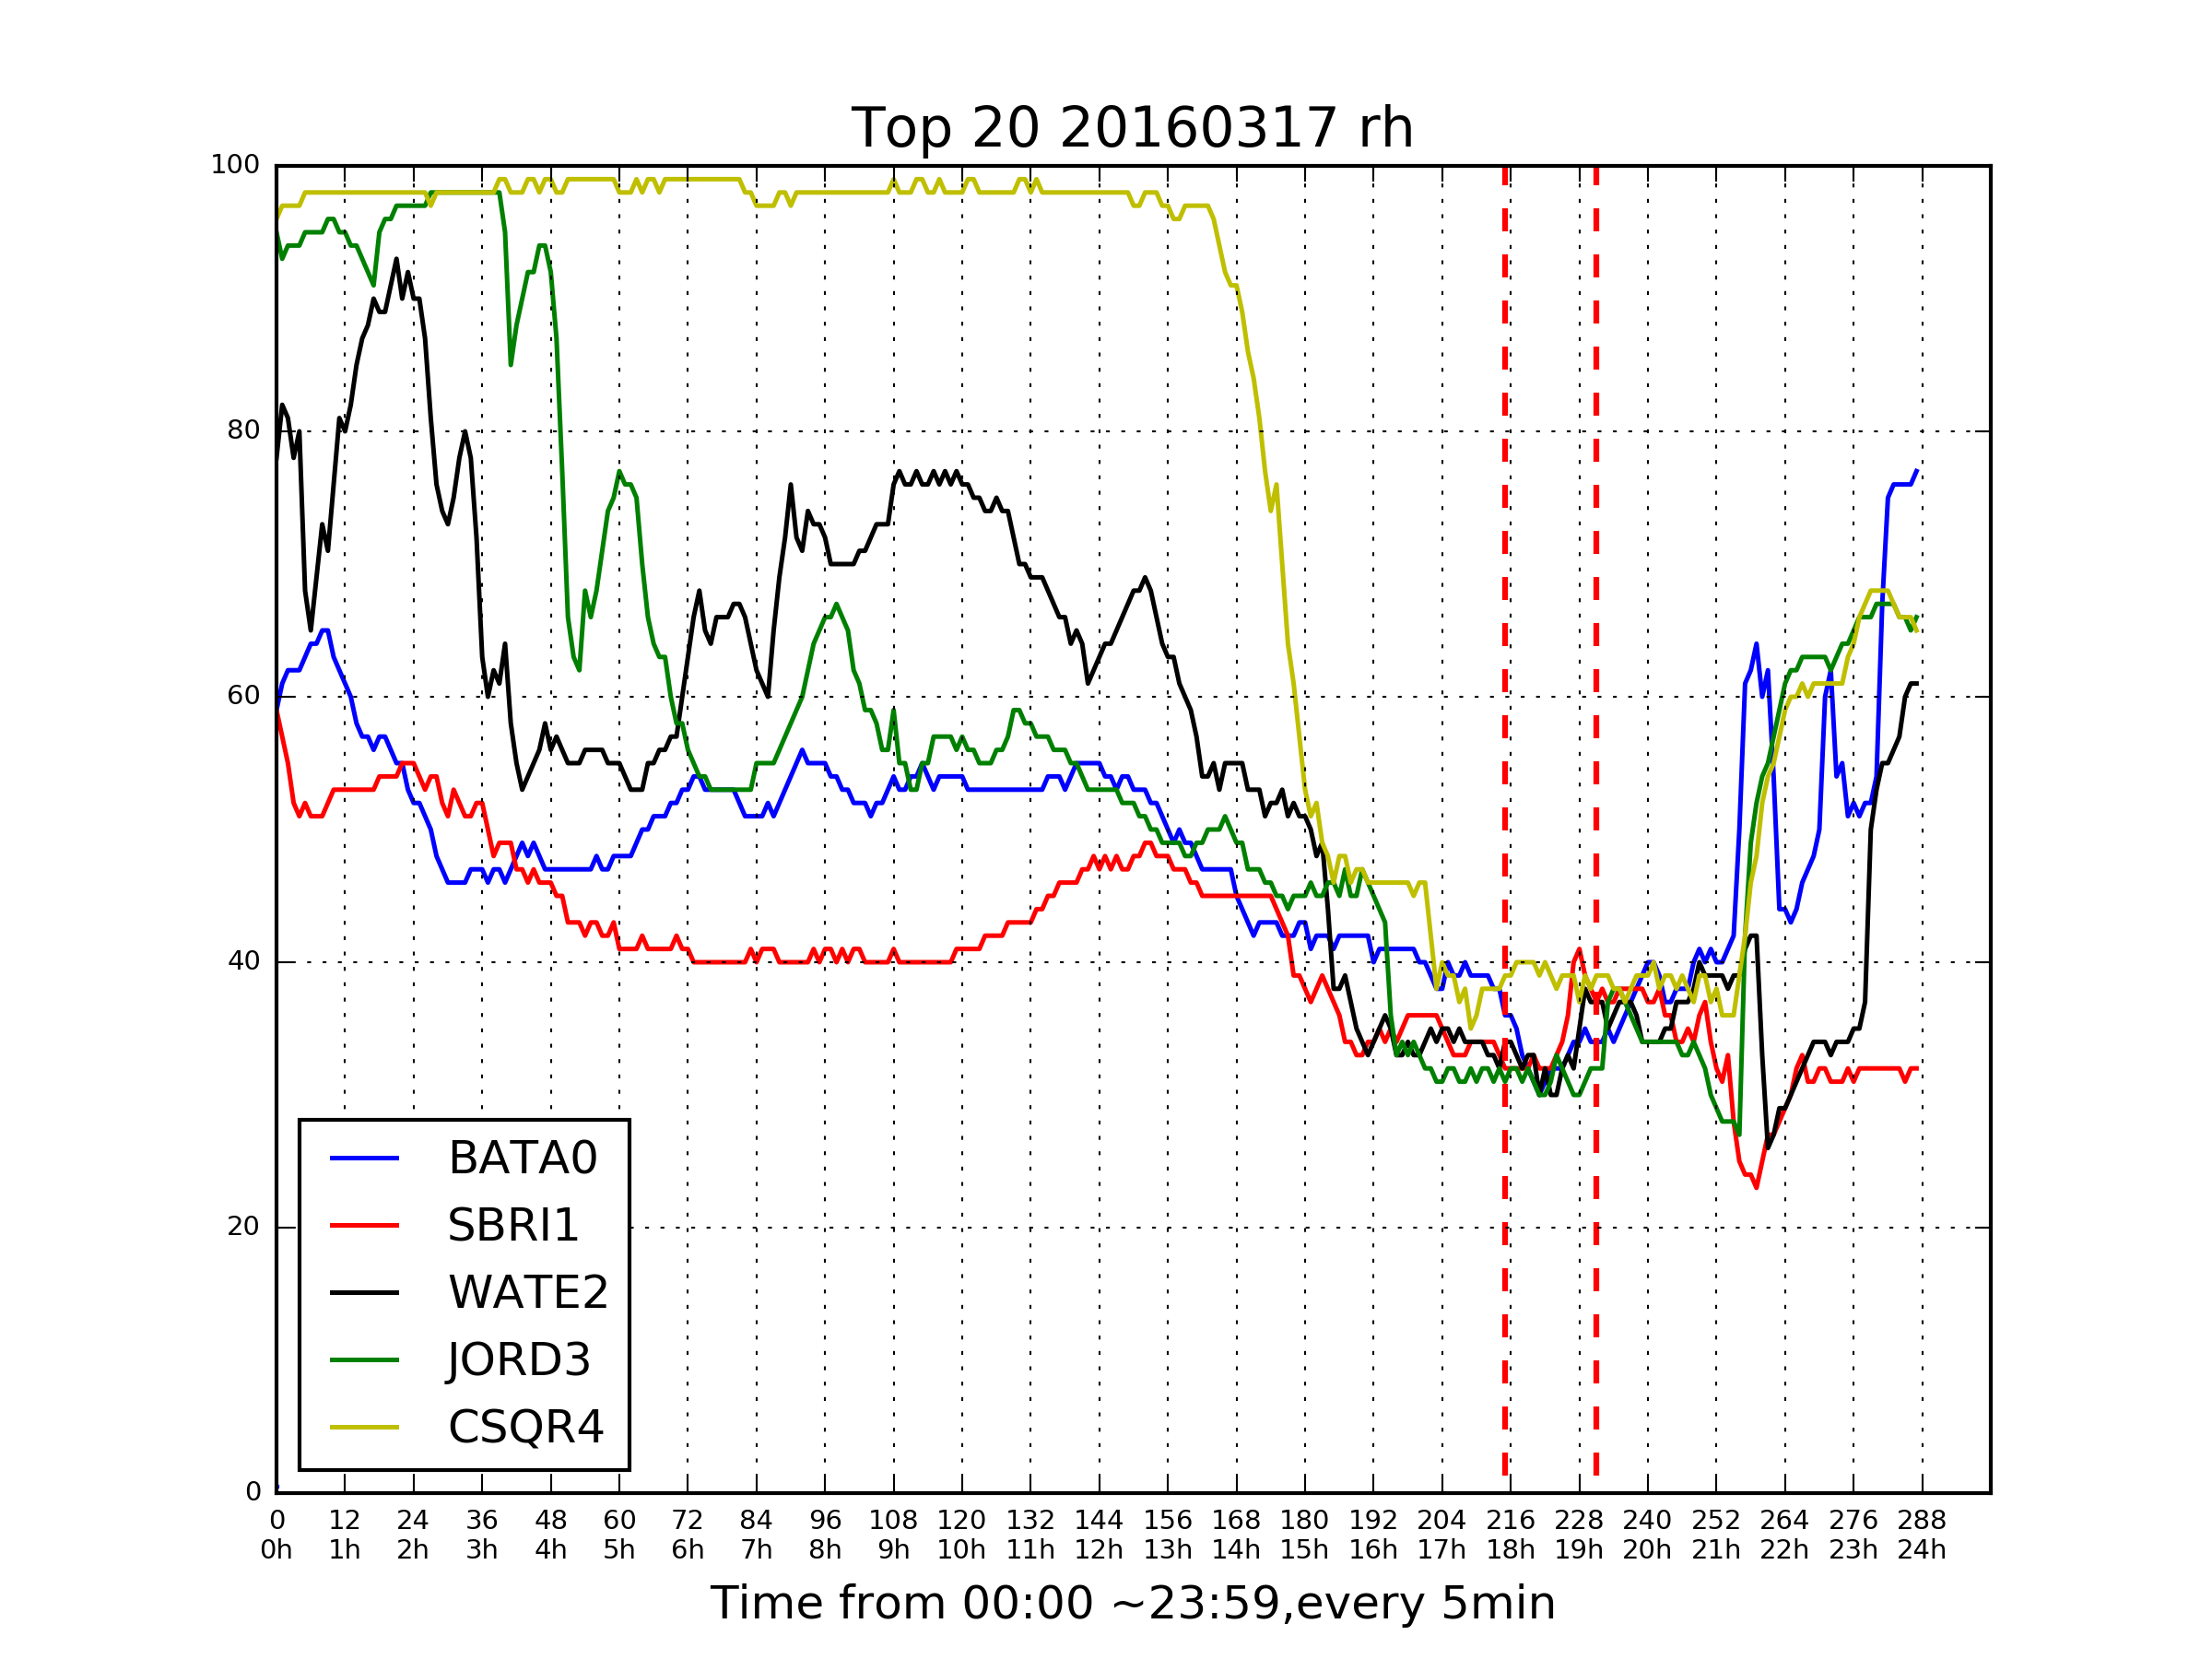 Top 20 20160317 rh
100
80
60
40
20
0
BATA0
SBRI1
WATE2
JORD3
CSQR4
0 12 24 36 48 60 72 84 96 108 120 132 144 156 168 180 192 204 216 228 240 252 264 276 288
0h 1h 2h 3h 4h 5h 6h 7h 8h 9h 10h 11h 12h 13h 14h 15h 16h 17h 18h 19h 20h 21h 22h 23h 24h
Time from 00:00 ~23:59,every 5min